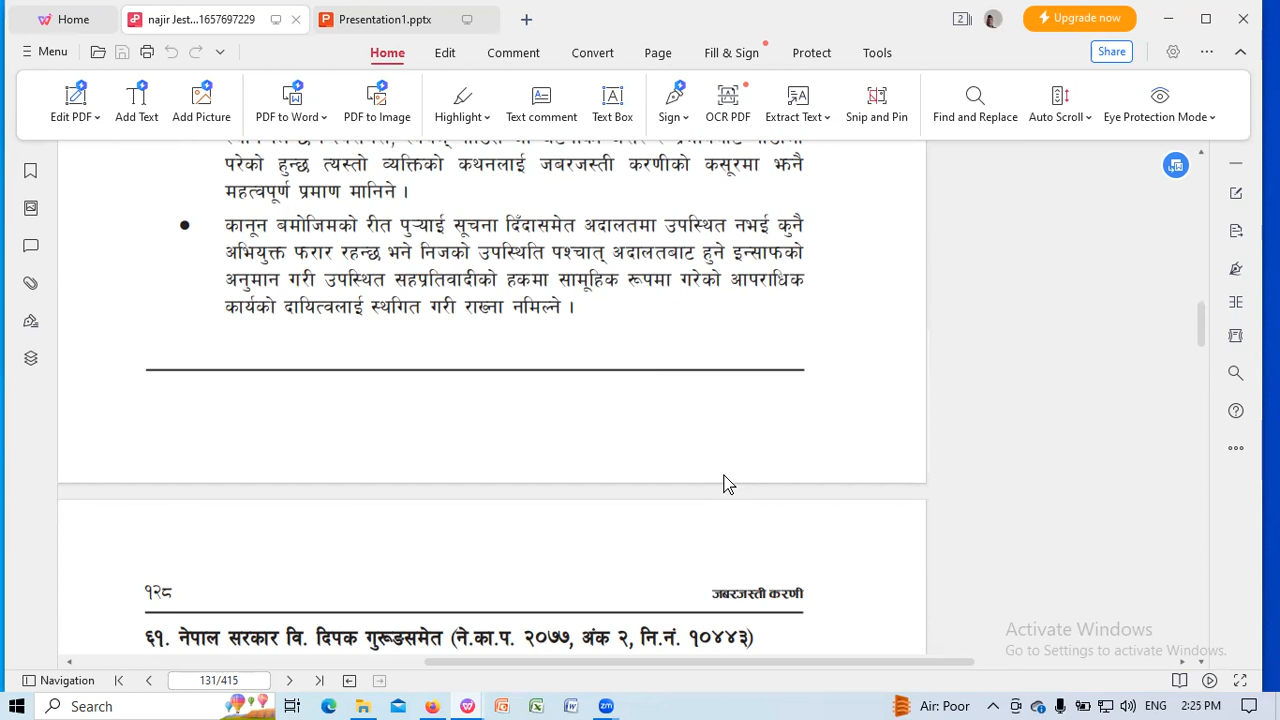 Home
najir Jest...1657697229
Presentation1.pptx
2
Upgrade now
Menu
Home
Edit
Comment
Convert
Page
Fill & Sign
Protect
Tools
Share
Edit PDF
Add Text
Add Picture
PDF to Word
PDF to Image
Highlight
Text comment
Text Box
Sign
OCR PDF
Extract Text
Snip and Pin
Find and Replace
Auto Scroll
Eye Protection Mode
परेको हुन्छ त्यस्तो व्यक्तिको कथनलाई जबरजस्ती करणीको कसूरमा झनै
महत्वपूर्ण प्रमाण मानिने ।
● कानून बमोजिमको रीत पुऱ्याई सूचना दिँदासमेत अदालतमा उपस्थित नभई कुनै
अभियुक्त फरार रहन्छ भने निजको उपस्थिति पश्चात् अदालतबाट हुने इन्साफको
अनुमान गरी उपस्थित सहप्रतिवादीको हकमा सामूहिक रूपमा गरेको आपराधिक
कार्यको दायित्वलाई स्थगित गरी राख्ना नमिल्ने ।
१२८
जबरजस्ती करणी
६१. नेपाल सरकार वि. दिपक गुरूङसमेत (ने.का.प. २०७७, अंक २, नि.नं. १०४४३)
Activate Windows
Go to Settings to activate Windows.
Navigation
131/415
Search
Air: Poor
ENG
2:25 PM